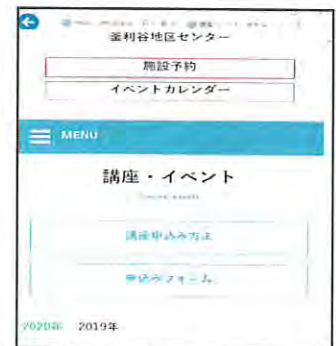 釜利谷地区センター
施設予約
イベントカレンダー
MENU
講座・イベント
講座申込み方法
申込みフォーム
2020年 2019年